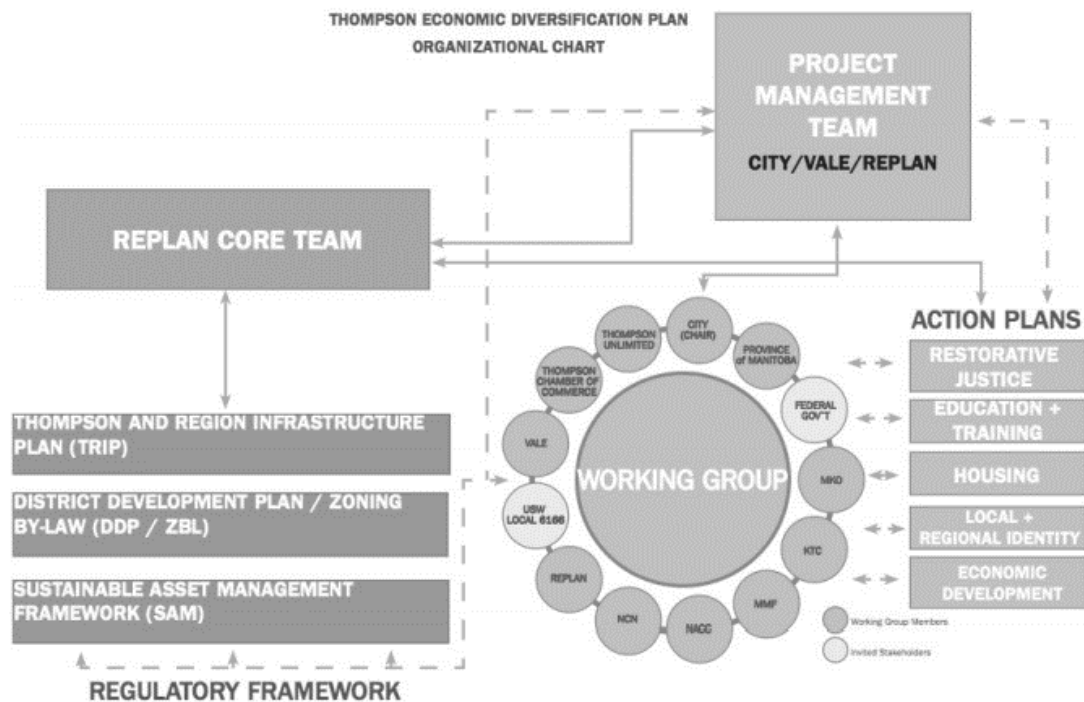 THOMPSON ECONOMIC DIVERSIFICATION PLAN
ORGANIZATIONAL CHART
PROJECT
MANAGEMENT
TEAM
CITY/VALE/REPLAN
REPLAN CORE TEAM
THOMPSON AND REGION INFRASTRUCTURE
PLAN (TRIP)
DISTRICT DEVELOPMENT PLAN / ZONING
BY-LAW (DDP / ZBL)
SUSTAINABLE ASSET MANAGEMENT
FRAMEWORK (SAM)
REGULATORY FRAMEWORK
WORKING GROUP
CITY
(CHAIR)
PROVINCE
of MANITOBA
FEDERAL
GOV'T
MKO
KTC
MMF
NACC
NCN
REPLAN
USW
LOCAL 6166
VALE
THOMPSON
CHAMBER OF
COMMERCE
THOMPSON
UNLIMITED
ACTION PLANS
RESTORATIVE
JUSTICE
EDUCATION +
TRAINING
HOUSING
LOCAL +
REGIONAL IDENTITY
ECONOMIC
DEVELOPMENT
Working Group Members
Invited Stakeholders